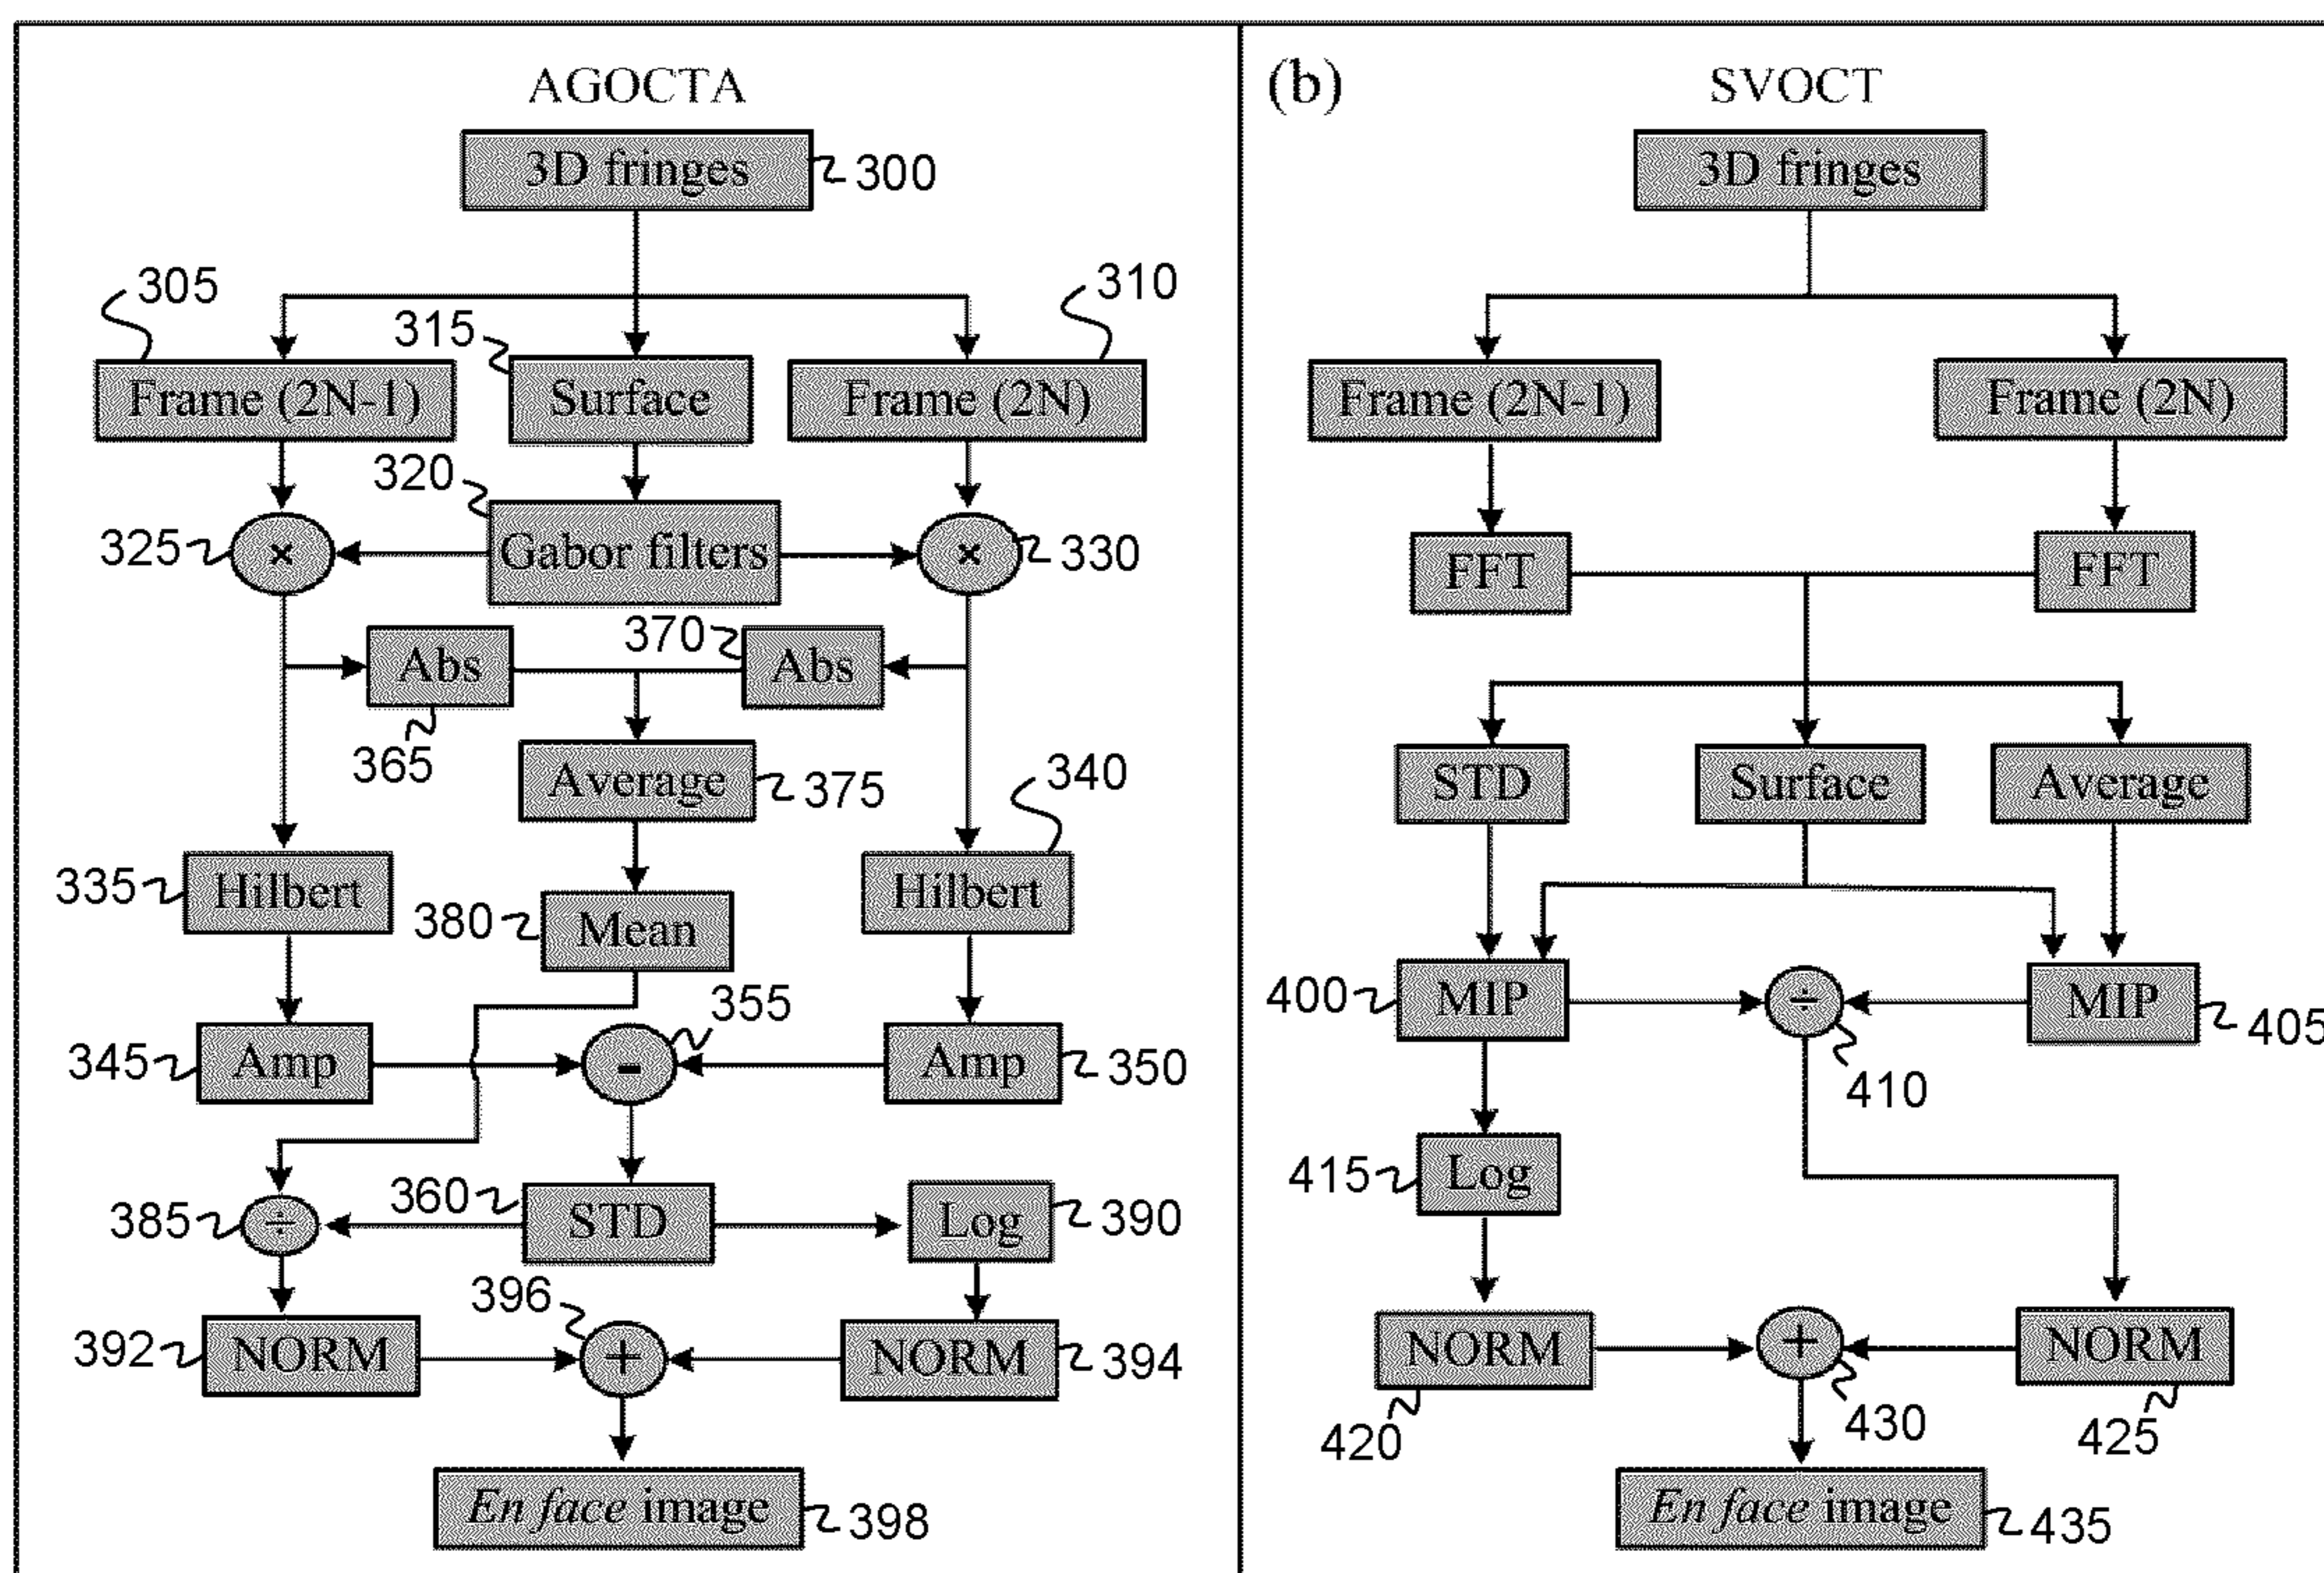 AGOCTA
3D fringes
300
305
310
315
Frame (2N-1)
Surface
Frame (2N)
320
325
×
Gabor filters
×
330
370
Abs
Abs
365
Average
375
340
335
Hilbert
380
Mean
Hilbert
355
345
Amp
-
Amp
350
360
385
÷
STD
Log
390
396
392
NORM
+
NORM
394
En face image
398
(b)
SVOCT
3D fringes
Frame (2N-1)
Frame (2N)
FFT
FFT
STD
Surface
Average
400
MIP
÷
MIP
405
410
415
Log
NORM
+
NORM
420
430
425
En face image
435